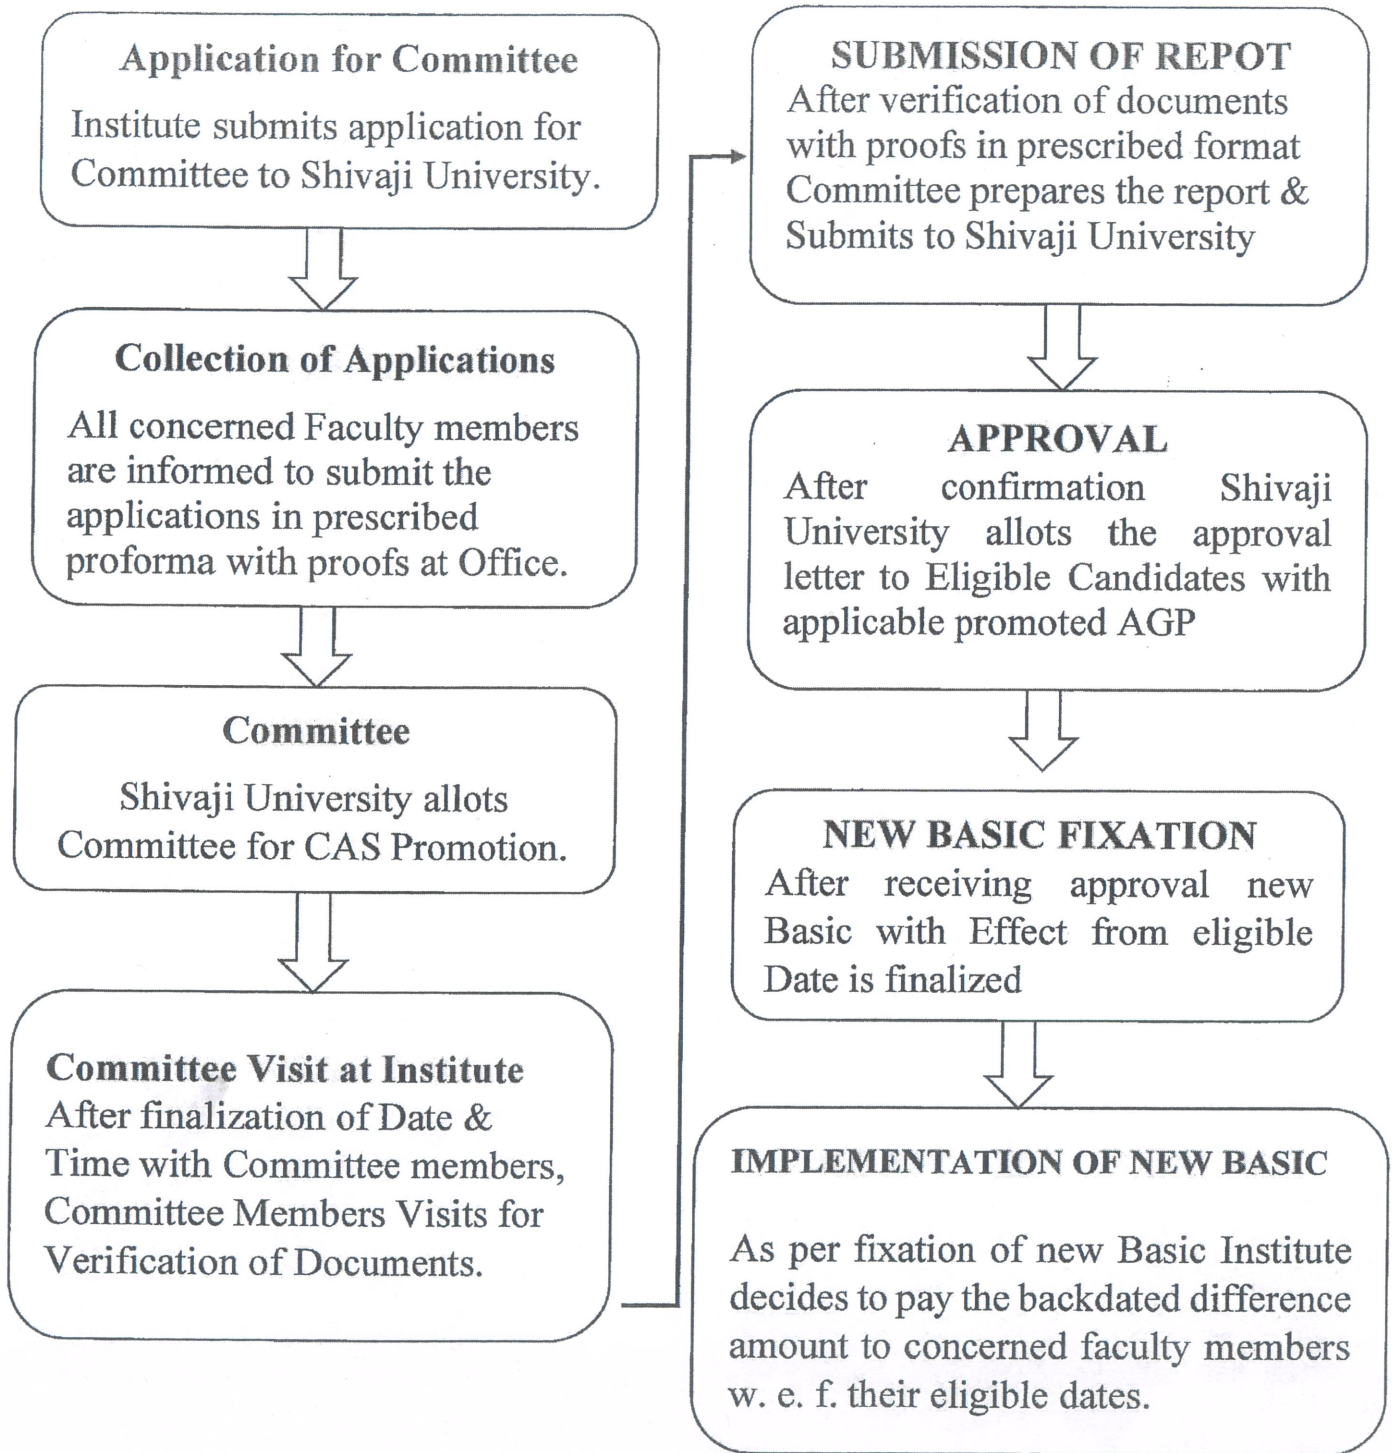 Application for Committee
Institute submits application for
Committee to Shivaji University.
Collection of Applications
All concerned Faculty members
are informed to submit the
applications in prescribed
proforma with proofs at Office.
Committee
Shivaji University allots
Committee for CAS Promotion.
Committee Visit at Institute
After finalization of Date &
Time with Committee members,
Committee Members Visits for
Verification of Documents.
SUBMISSION OF REPOT
After verification of documents
with proofs in prescribed format
Committee prepares the report &
Submits to Shivaji University
APPROVAL
After confirmation Shivaji
University allots the approval
letter to Eligible Candidates with
applicable promoted AGP
NEW BASIC FIXATION
After receiving approval new
Basic with Effect from eligible
Date is finalized
IMPLEMENTATION OF NEW BASIC
As per fixation of new Basic Institute
decides to pay the backdated difference
amount to concerned faculty members
w. e. f. their eligible dates.